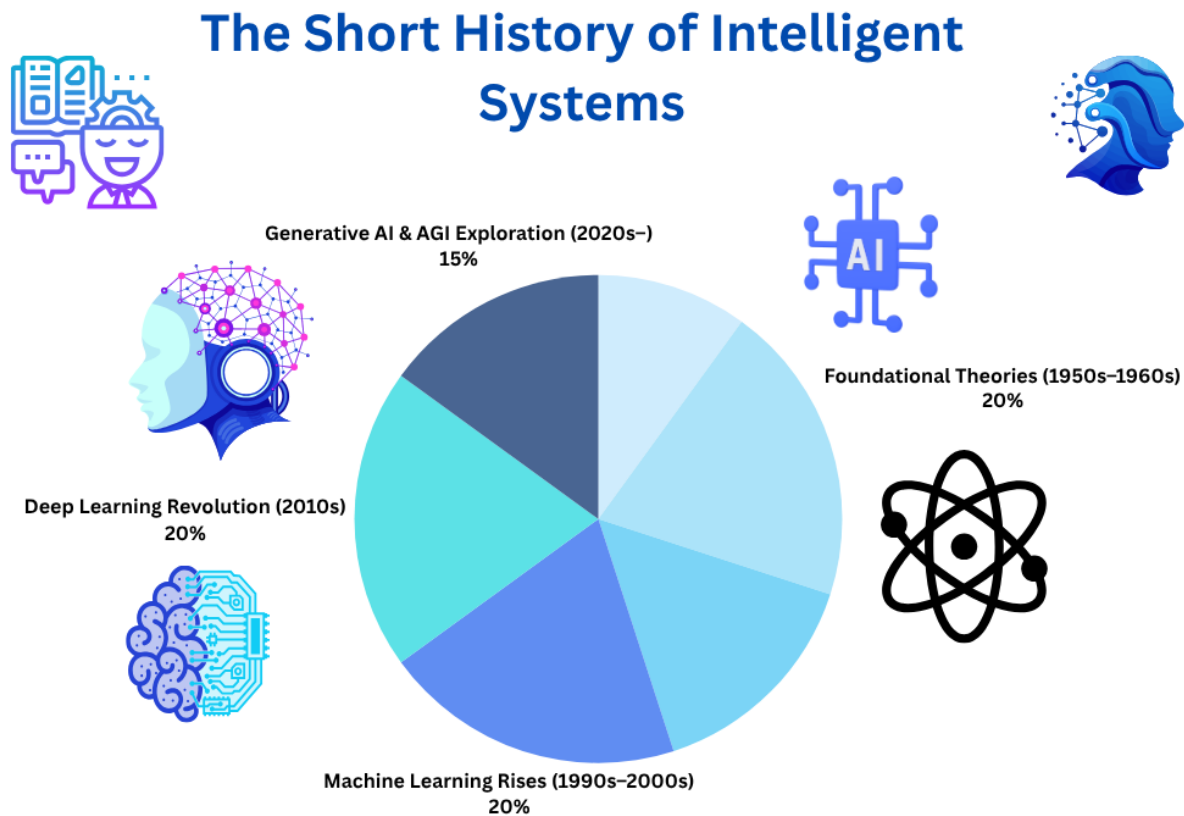 The Short History of Intelligent
Systems
Generative AI & AGI Exploration (2020s–)
15%
AI
Foundational Theories (1950s–1960s)
20%
Deep Learning Revolution (2010s)
20%
Machine Learning Rises (1990s–2000s)
20%